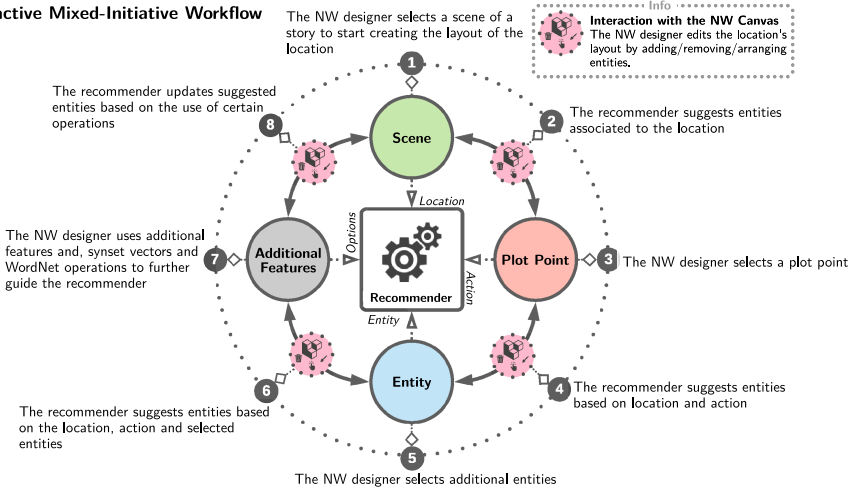 active Mixed-Initiative Workflow
The NW designer selects a scene of a
story to start creating the layout of the
location
Info
Interaction with the NW Canvas
The NW designer edits the location's
layout by adding/removing/arranging
entities.
1
The recommender updates suggested
entities based on the use of certain
operations
8
2
The recommender suggests entities
associated to the location
Scene
Location
The NW designer uses additional
features and, synset vectors and
WordNet operations to further
guide the recommender
7
Additional
Features
Options
Recommender
Action
Plot Point
3
The NW designer selects a plot point
Entity
Entity
6
The recommender suggests entities based
on the location, action and selected
entities
4
The recommender suggests entities
based on location and action
5
The NW designer selects additional entities